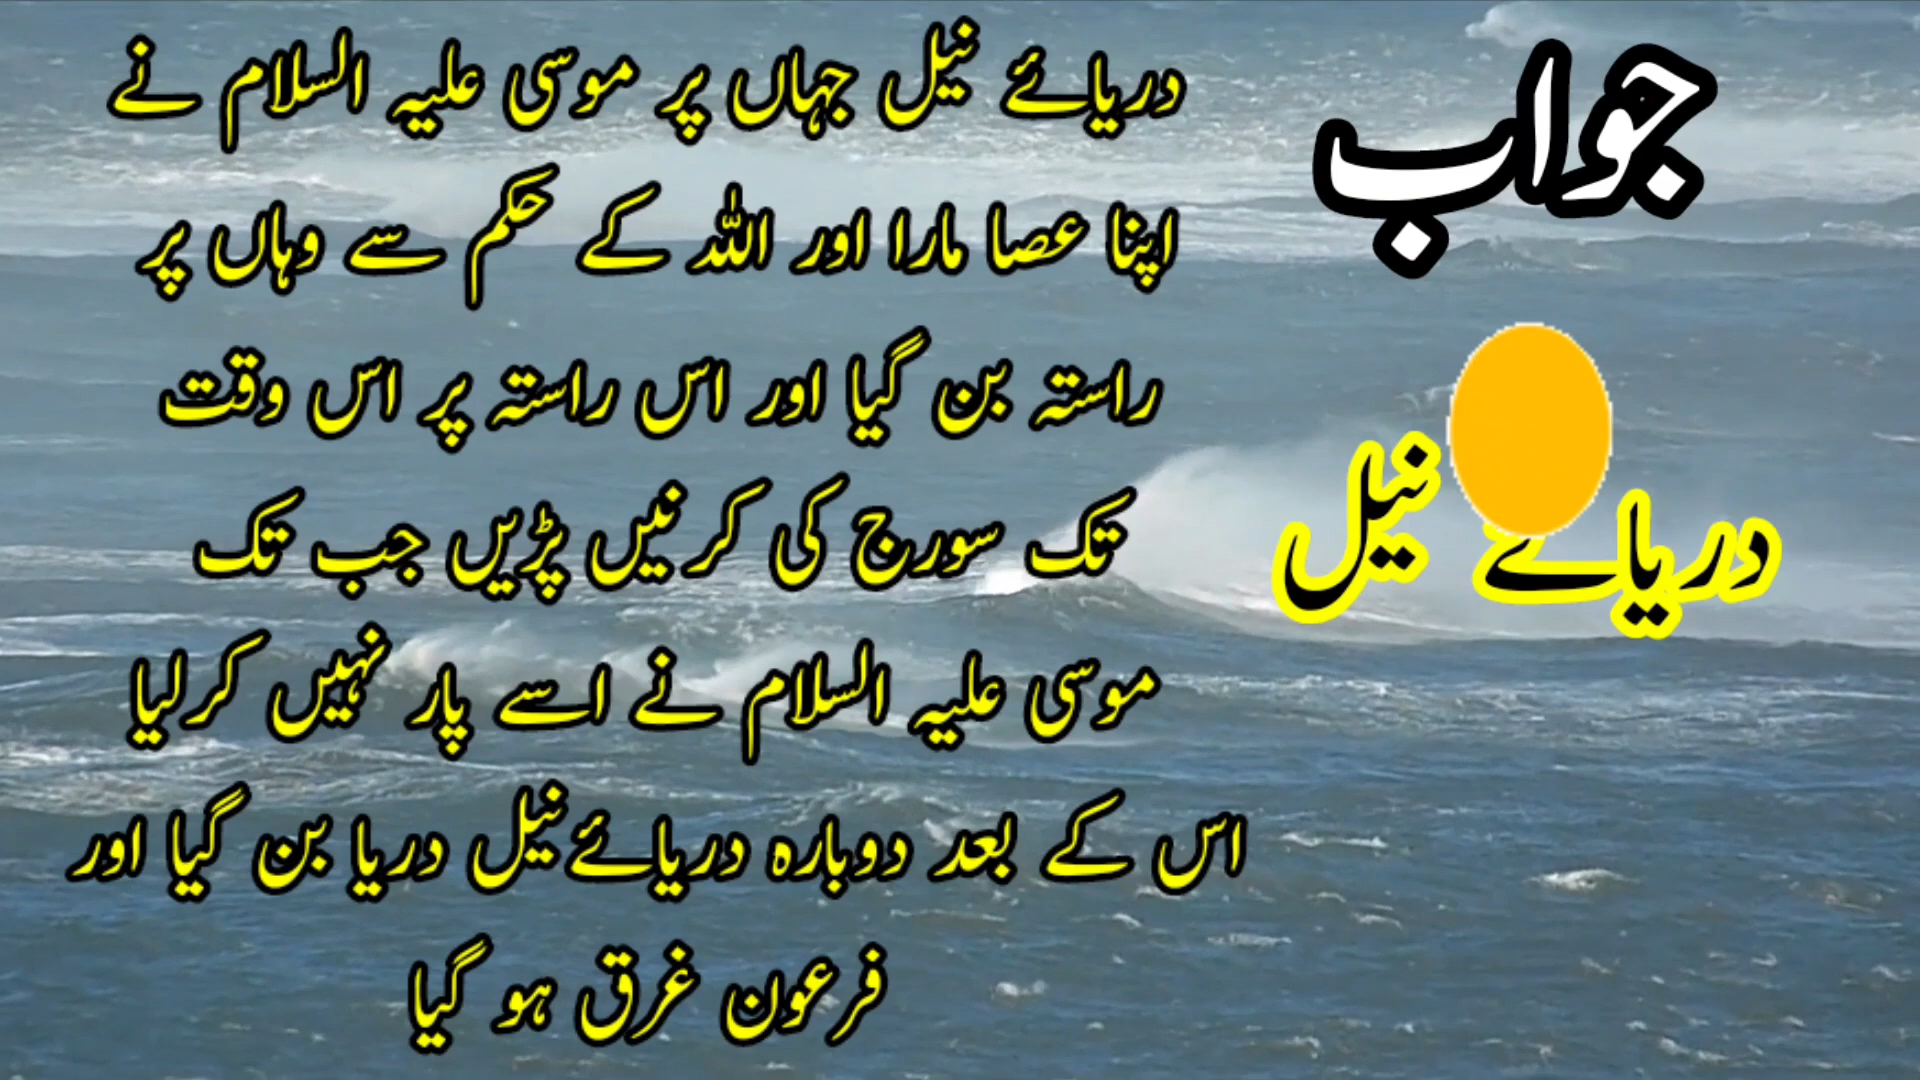 جواب
دریائے نیل
دریائے نیل جہاں پر موسی علیہ السلام نے
اپنا عصا مارا اور اللہ کے حکم سے وہاں پر
راستہ بن گیا اور اس راستہ پر اس وقت
تک سورج کی کرنیں پڑیں جب تک
موسی علیہ السلام نے اسے پار نہیں کرلیا
اس کے بعد دوبارہ دریائے نیل دریا بن گیا اور
فرعون غرق ہو گیا